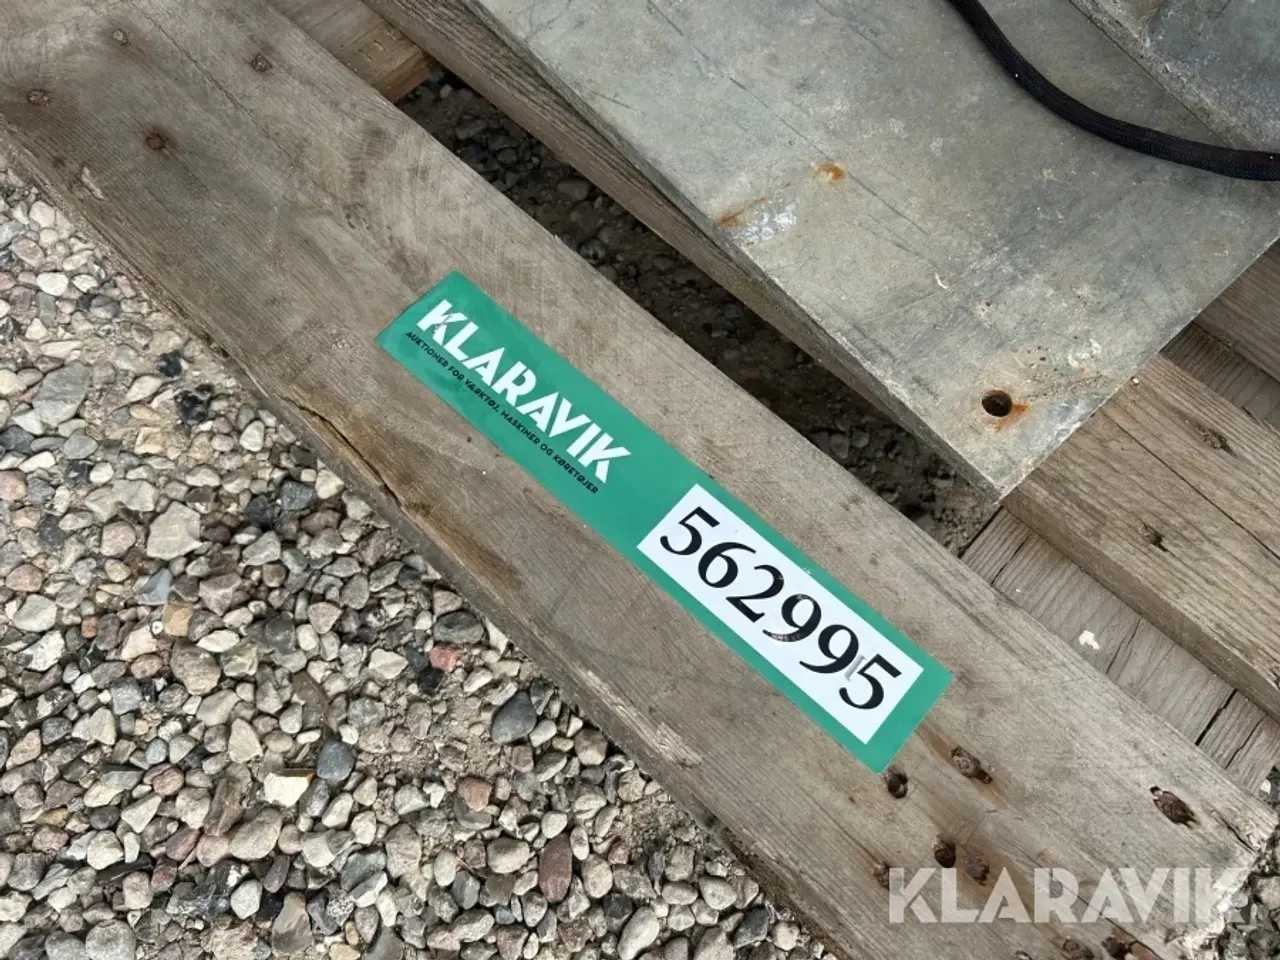 KLARAVIK
AUKTIONER FOR VÆRKTØJ, MASKINER OG KØRETØJER
562995
KLARAVIK